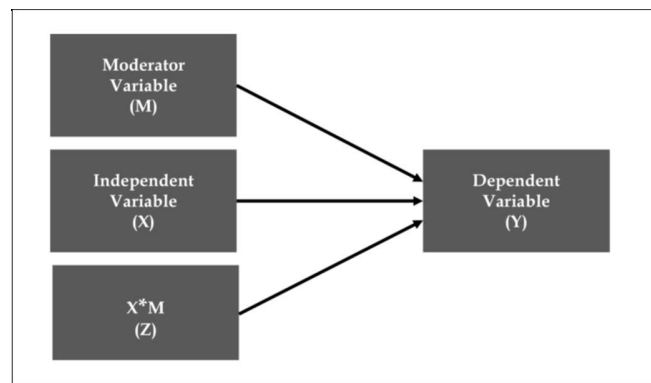 Moderator
Variable
(M)
Independent
Variable
(X)
Dependent
Variable
(Y)
X*M
(Z)